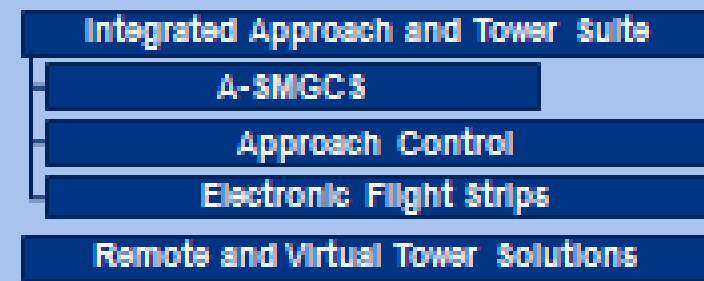 Integrated Approach and Tower Suite
A-SMGCS
Approach Control
Electronic Flight Strips
Remote and Virtual Tower Solutions